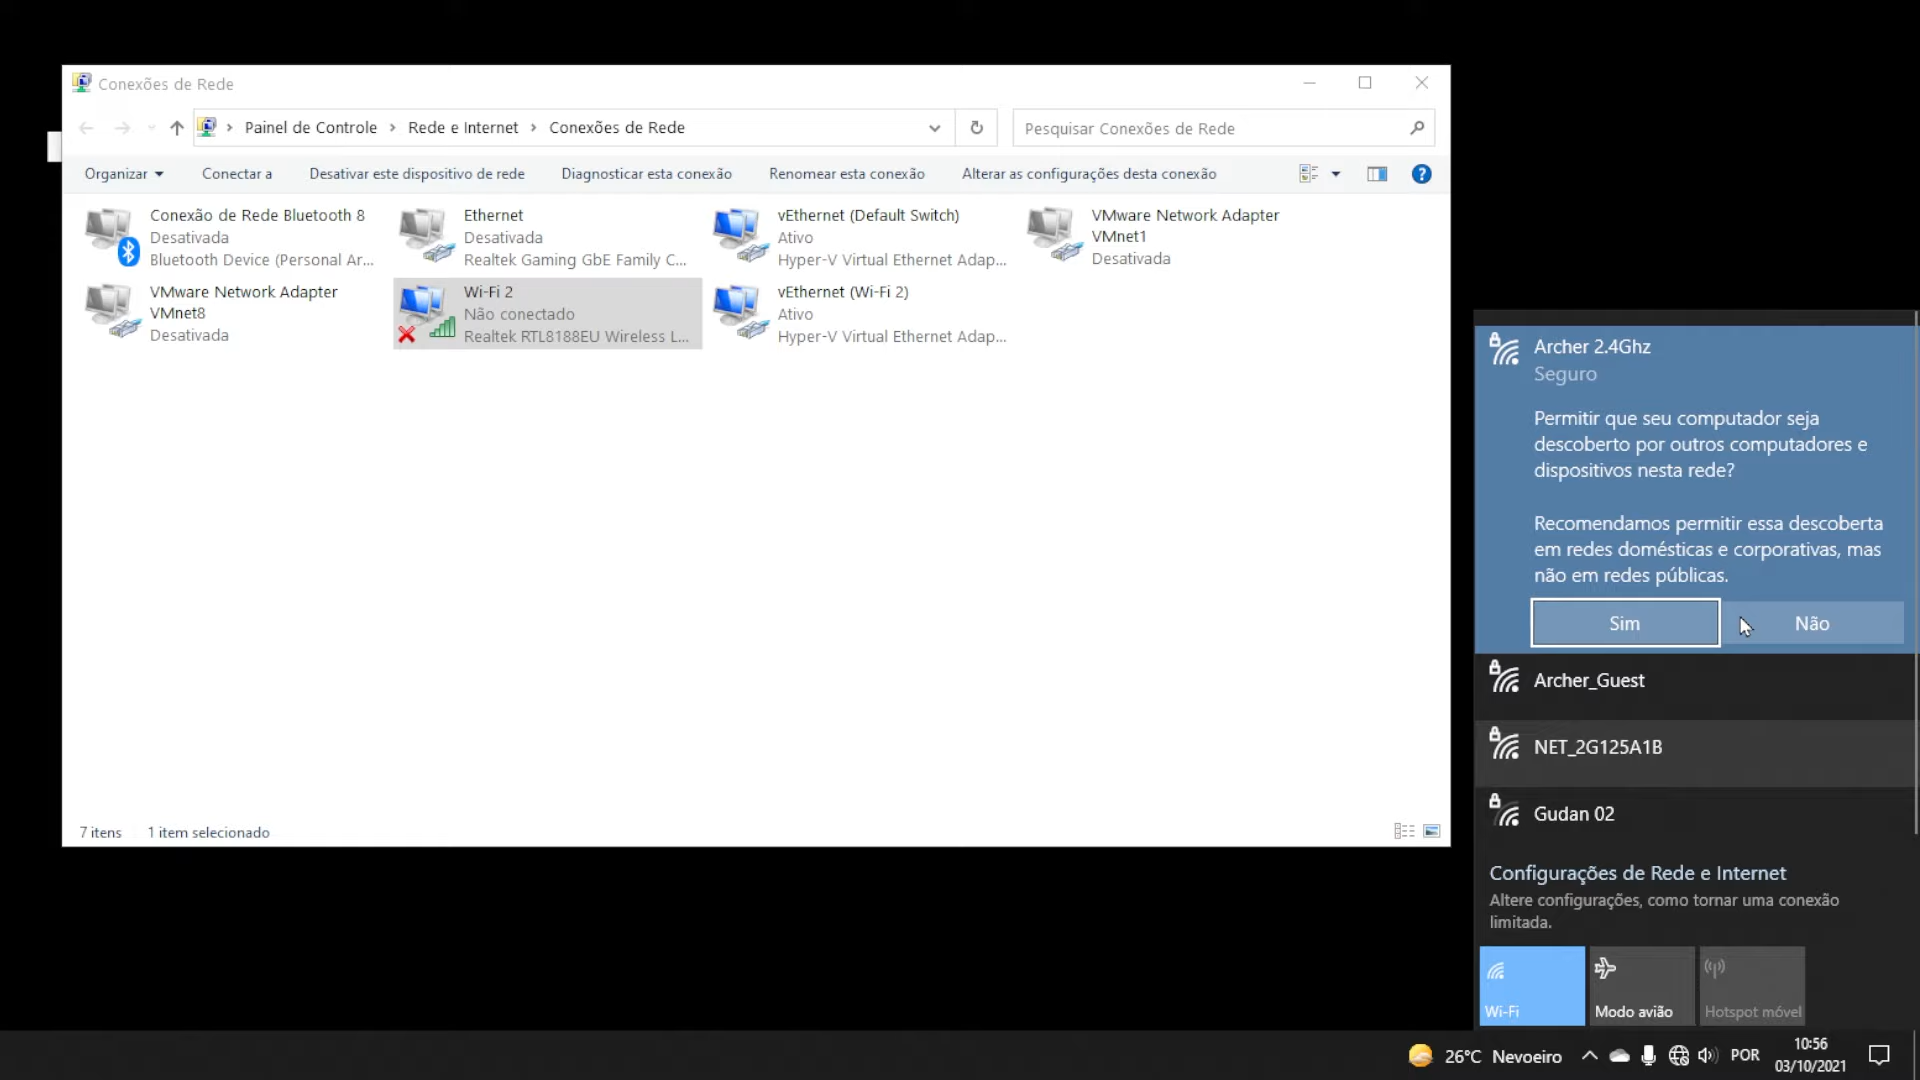 Conexões de Rede
Painel de Controle
Rede e Internet
Conexões de Rede
Pesquisar Conexões de Rede
Organizar
Conectar a
Desativar este dispositivo de rede
Diagnosticar esta conexão
Renomear esta conexão
Alterar as configurações desta conexão
Conexão de Rede Bluetooth 8
Desativada
Bluetooth Device (Personal Ar...
Ethernet
Desativada
Realtek Gaming GbE Family C...
vEthernet (Default Switch)
Ativo
Hyper-V Virtual Ethernet Adap...
VMware Network Adapter
VMnet1
Desativada
VMware Network Adapter
VMnet8
Desativada
Wi-Fi 2
Não conectado
Realtek RTL8188EU Wireless L...
vEthernet (Wi-Fi 2)
Ativo
Hyper-V Virtual Ethernet Adap...
7 itens
1 item selecionado
Archer 2.4Ghz
Seguro
Permitir que seu computador seja
descoberto por outros computadores e
dispositivos nesta rede?
Recomendamos permitir essa descoberta
em redes domésticas e corporativas, mas
não em redes públicas.
Sim
Não
Archer_Guest
NET_2G125A1B
Gudan 02
Configurações de Rede e Internet
Altere configurações, como tornar uma conexão
limitada.
Wi-Fi
Modo avião
Hotspot móvel
26°C Nevoeiro
POR
10:56
03/10/2021